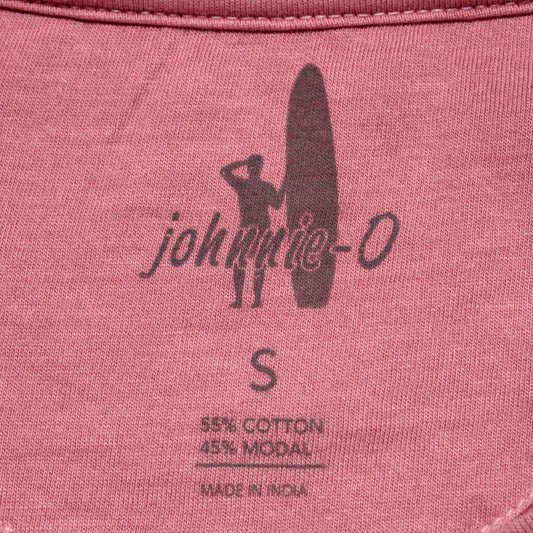 johnnie-O
S
55% COTTON
45% MODAL
MADE IN INDIA